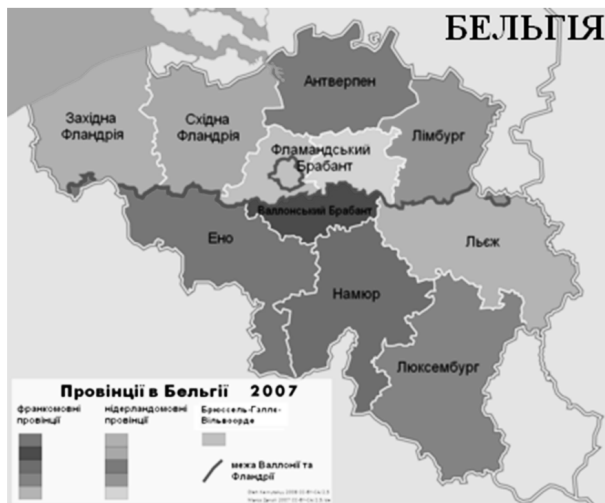 БЕЛЬГІЯ
Антверпен
Західна
Фландрія
Східна
Фландрія
Лімбург
Фламандський
Брабант
Валлонський Брабант
Ено
Льєж
Намюр
Люксембург
Провінції в Бельгії 2007
франкомовні
провінції
нідерландомовні
провінції
Брюссель-Галле-
Вільвоорде
межа Валлонії та
Фландрії